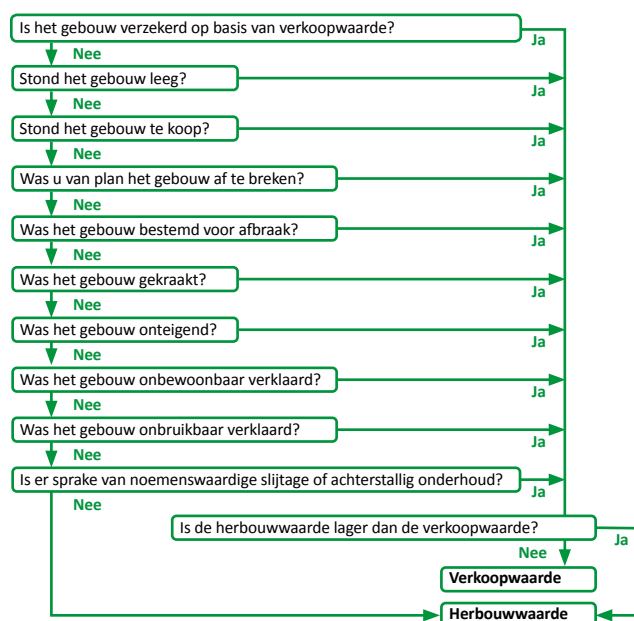 Is het gebouw verzekerd op basis van verkoopwaarde?
Ja
Nee
Stond het gebouw leeg?
Ja
Nee
Stond het gebouw te koop?
Ja
Nee
Was u van plan het gebouw af te breken?
Ja
Nee
Was het gebouw bestemd voor afbraak?
Ja
Nee
Was het gebouw gekraakt?
Ja
Nee
Was het gebouw onteigend?
Ja
Nee
Was het gebouw onbewoonbaar verklaard?
Ja
Nee
Was het gebouw onbruikbaar verklaard?
Ja
Nee
Is er sprake van noemenswaardige slijtage of achterstallig onderhoud?
Ja
Nee
Is de herbouwwaarde lager dan de verkoopwaarde?
Ja
Nee
Verkoopwaarde
Herbouwwaarde